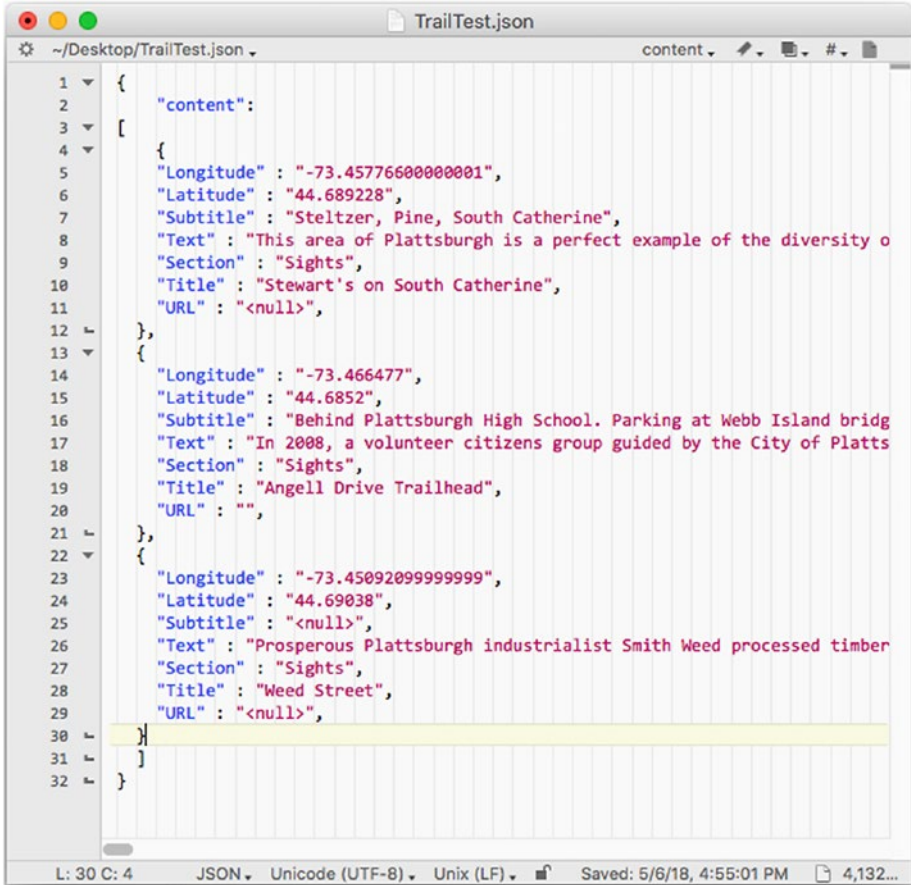 TrailTest.json
~/Desktop/TrailTest.json content #
1 {
2 "content":
3 [
4 {
5 "Longitude" : "-73.45776600000001",
6 "Latitude" : "44.689228",
7 "Subtitle" : "Steltzer, Pine, South Catherine",
8 "Text" : "This area of Plattsburgh is a perfect example of the diversity o
9 "Section" : "Sights",
10 "Title" : "Stewart's on South Catherine",
11 "URL" : "<null>",
12 },
13 {
14 "Longitude" : "-73.466477",
15 "Latitude" : "44.6852",
16 "Subtitle" : "Behind Plattsburgh High School. Parking at Webb Island bridg
17 "Text" : "In 2008, a volunteer citizens group guided by the City of Platts
18 "Section" : "Sights",
19 "Title" : "Angell Drive Trailhead",
20 "URL" : "",
21 },
22 {
23 "Longitude" : "-73.45092099999999",
24 "Latitude" : "44.69038",
25 "Subtitle" : "<null>",
26 "Text" : "Prosperous Plattsburgh industrialist Smith Weed processed timber
27 "Section" : "Sights",
28 "Title" : "Weed Street",
29 "URL" : "<null>",
30 }
31 ]
32 }
L: 30 C: 4 JSON Unicode (UTF-8) Unix (LF) Saved: 5/6/18, 4:55:01 PM 4,132...